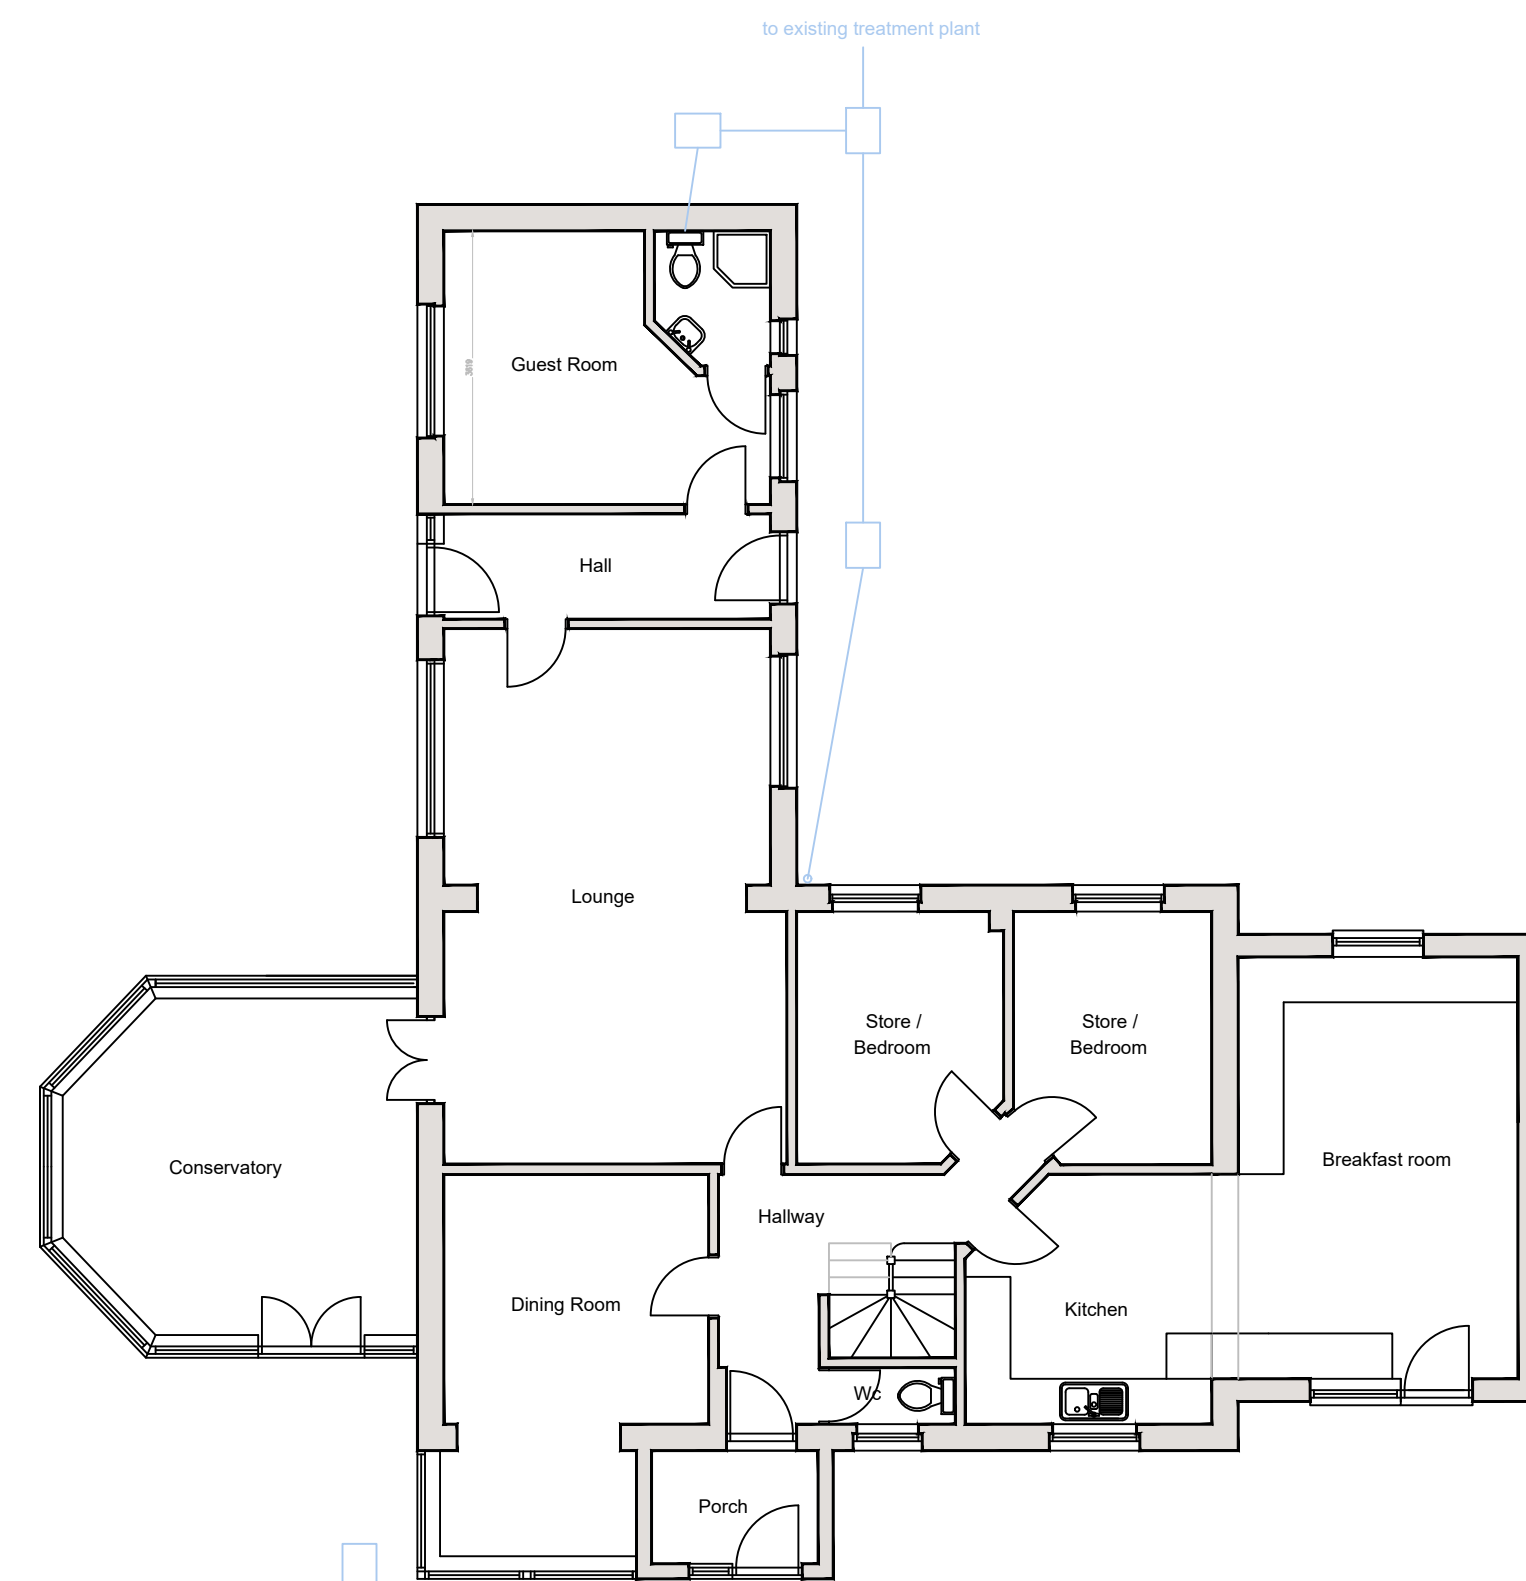 to existing treatment plant
Guest Room
3619
Hall
Lounge
Store /
Bedroom
Store /
Bedroom
Conservatory
Breakfast room
Hallway
Dining Room
Kitchen
Wc
Porch